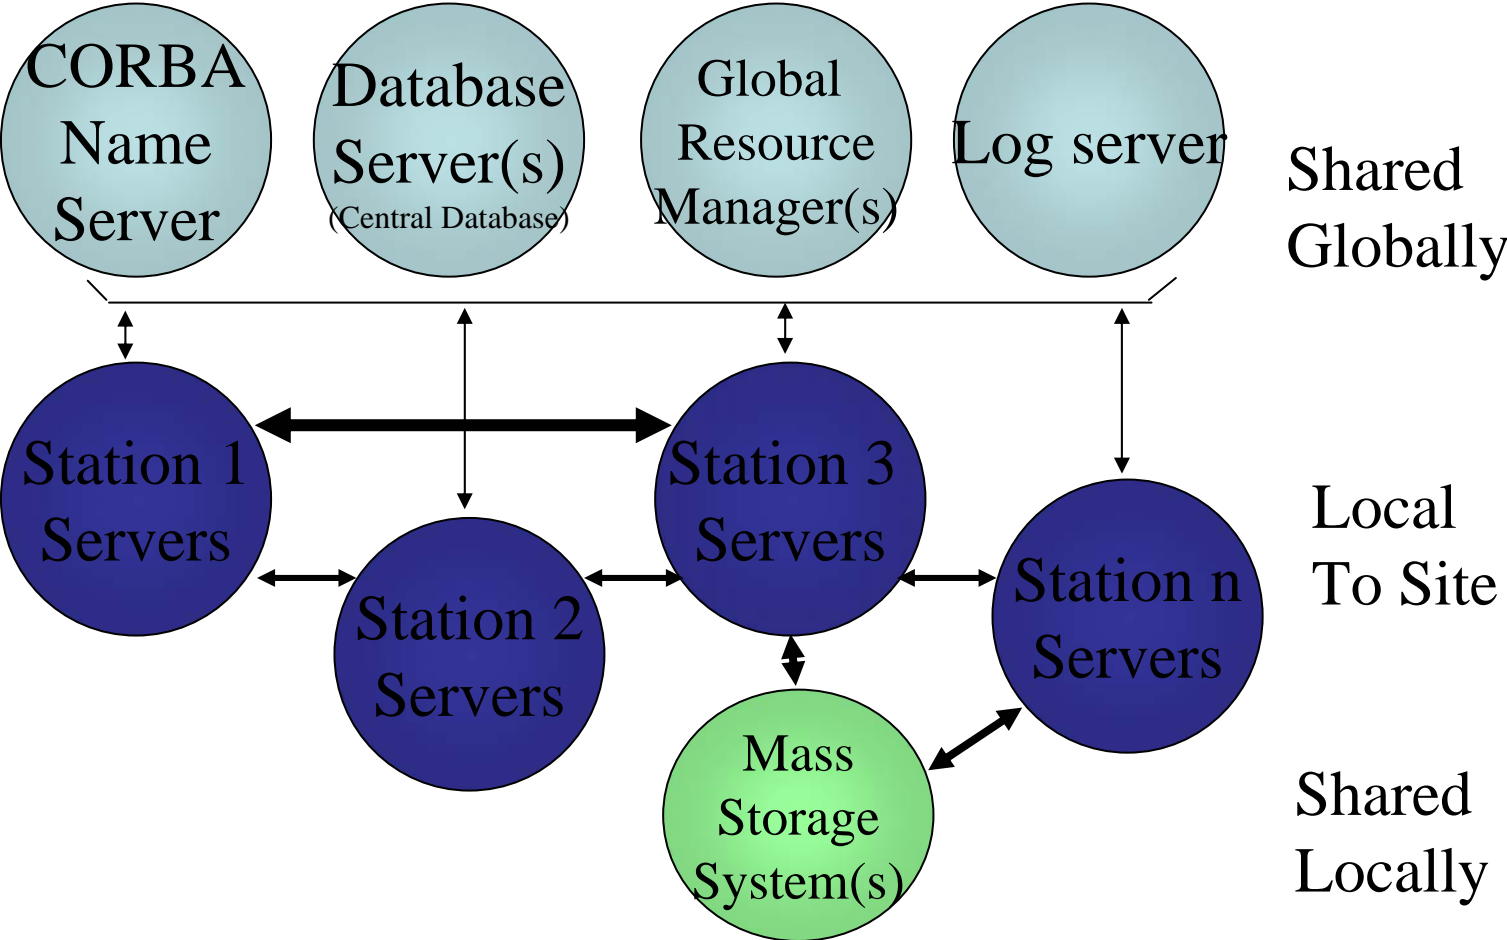 CORBA
Name
Server
Database
Server(s)
(Central Database)
Global
Resource
Manager(s)
Log server
Shared
Globally
Station 1
Servers
Station 2
Servers
Station 3
Servers
Station n
Servers
Local
To Site
Mass
Storage
System(s)
Shared
Locally